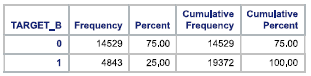 TARGET_B Frequency Percent Cumulative Frequency Cumulative Percent
0 14529 75.00 14529 75.00
1 4843 25,00 19372 100,00